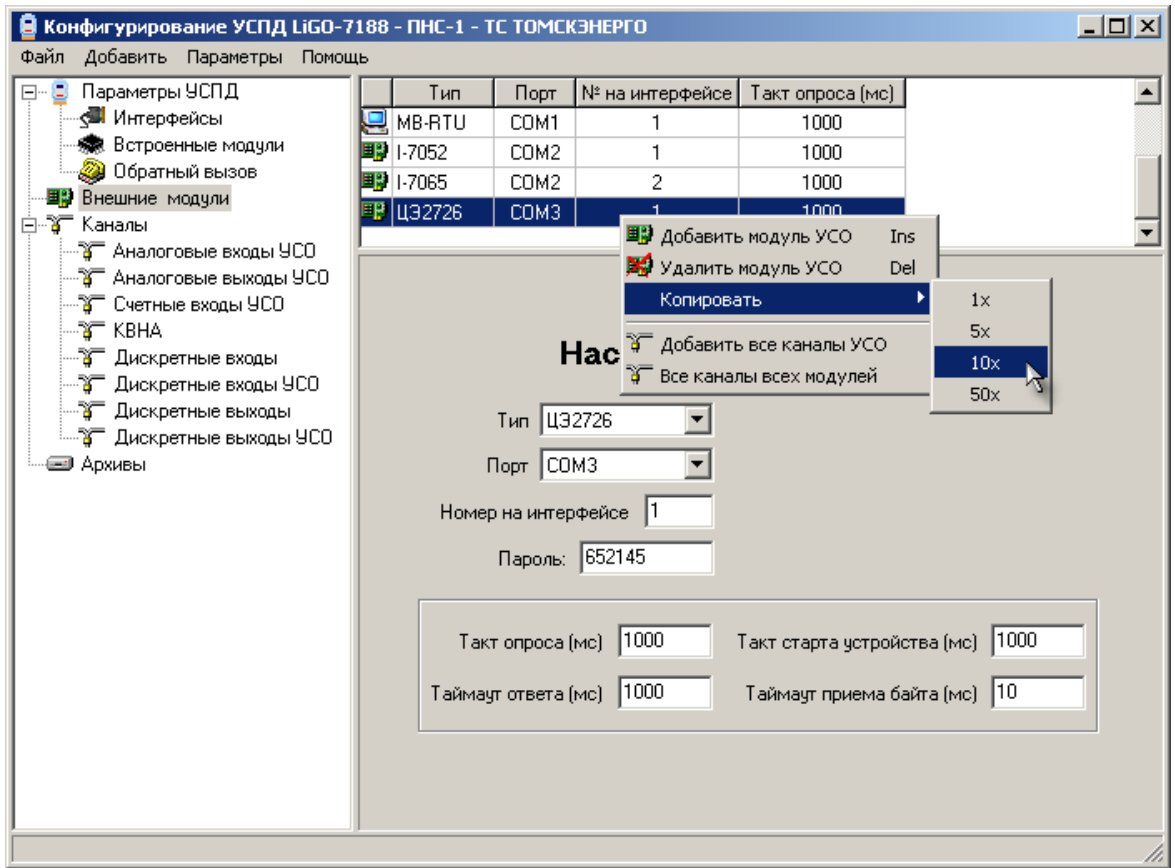 Конфигурирование УСПД LiGO-7188 - ПНС-1 - ТС ТОМСКЭНЕРГО
Файл Добавить Параметры Помощь
Параметры УСПД
Интерфейсы
Встроенные модули
Обратный вызов
Внешние модули
Каналы
Аналоговые входы УСО
Аналоговые выходы УСО
Счетные входы УСО
КВНА
Дискретные входы
Дискретные входы УСО
Дискретные выходы
Дискретные выходы УСО
Архивы
Тип Порт № на интерфейсе Такт опроса (мс)
MB-RTU COM1 1 1000
I-7052 COM2 1 1000
I-7065 COM2 2 1000
ЦЭ2726 COM3 1 1000
Добавить модуль УСО Ins
Удалить модуль УСО Del
Копировать
Добавить все каналы УСО
Все каналы всех модулей
1x
5x
10x
50x
Нас
Тип ЦЭ2726
Порт COM3
Номер на интерфейсе 1
Пароль: 652145
Такт опроса (мс) 1000 Такт старта устройства (мс) 1000
Таймаут ответа (мс) 1000 Таймаут приема байта (мс) 10